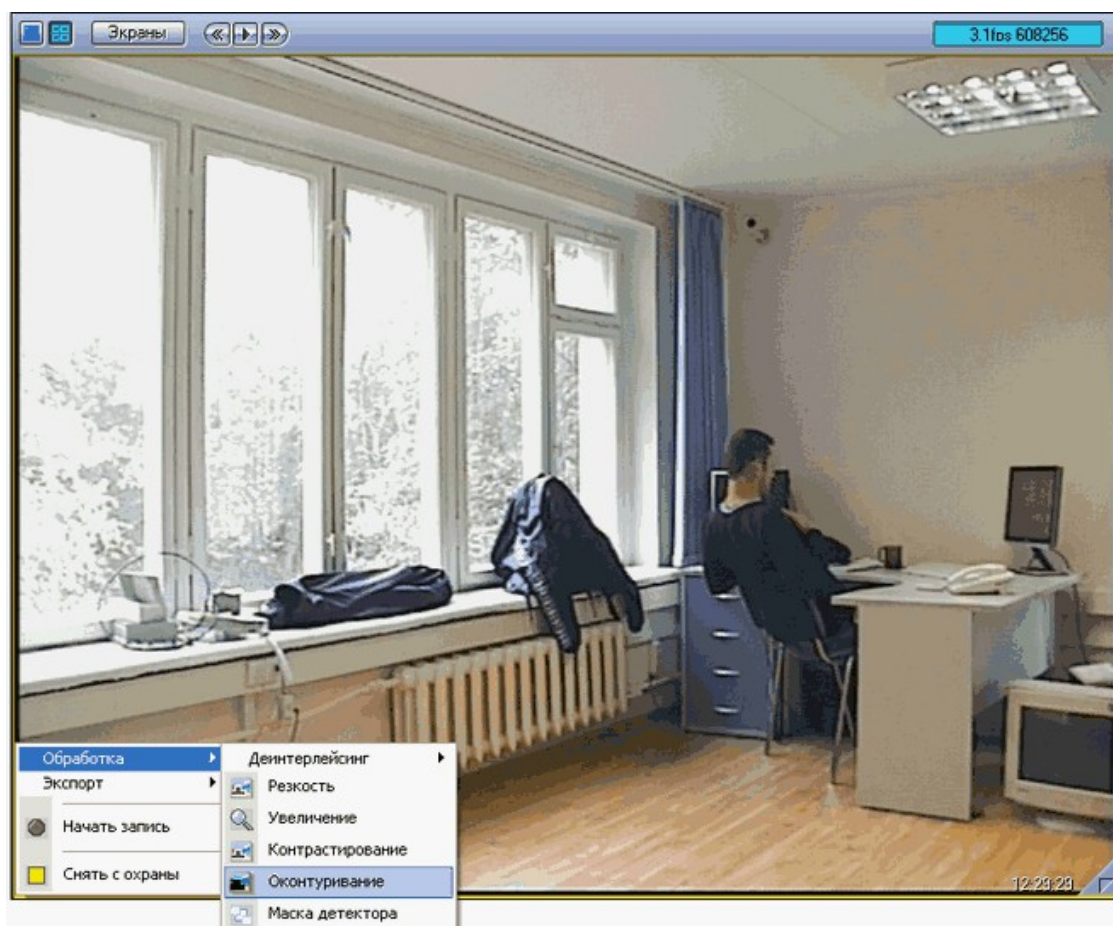 Экраны
3.1fps 608256
Обработка
Экспорт
Начать запись
Снять с охраны
Деинтерлейсинг
Резкость
Увеличение
Контрастирование
Оконтуривание
Маска детектора
12:29:29